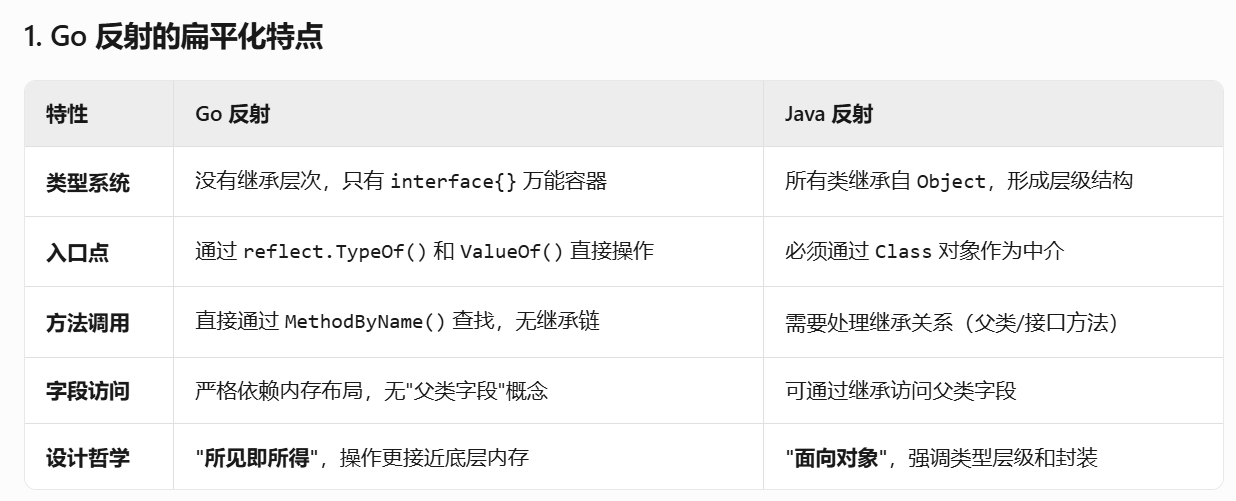 1. Go 反射的扁平化特点
特性 Go 反射 Java 反射
类型系统 没有继承层次，只有 interface{} 万能容器 所有类继承自 Object，形成层级结构
入口点 通过 reflect.TypeOf() 和 ValueOf() 直接操作 必须通过 Class 对象作为中介
方法调用 直接通过 MethodByName() 查找，无继承链 需要处理继承关系（父类/接口方法）
字段访问 严格依赖内存布局，无"父类字段"概念 可通过继承访问父类字段
设计哲学 "所见即所得"，操作更接近底层内存 "面向对象"，强调类型层级和封装